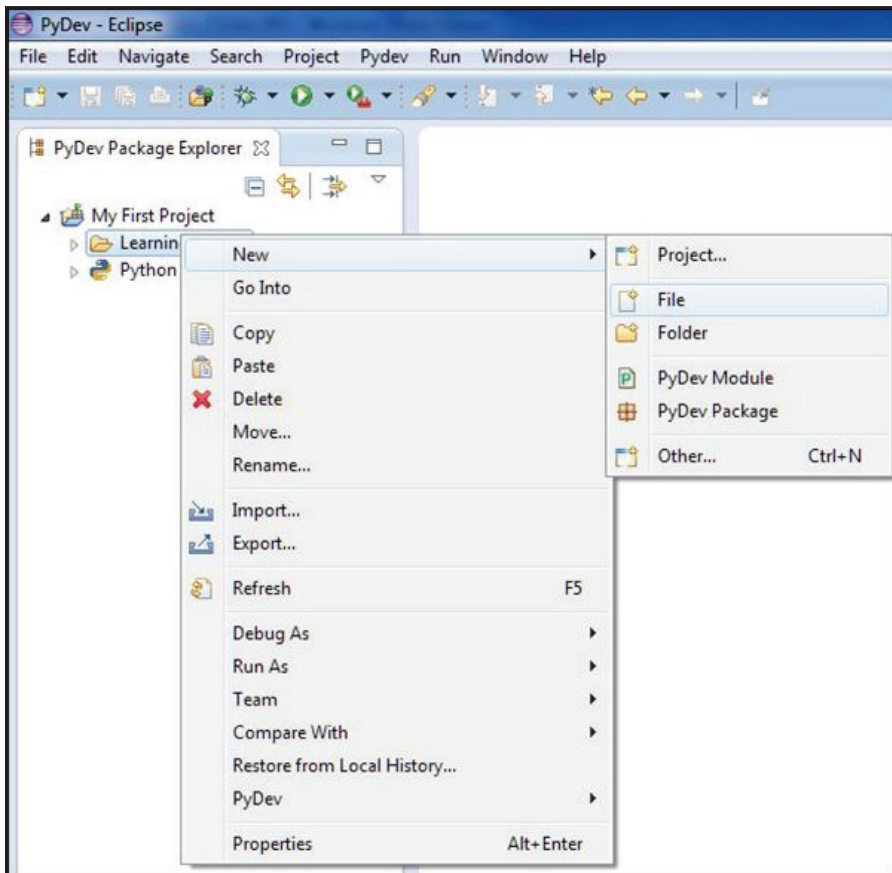 PyDev - Eclipse
File Edit Navigate Search Project Pydev Run Window Help
PyDev Package Explorer
My First Project
Learnin
Python
New
Go Into
Copy
Paste
Delete
Move...
Rename...
Import...
Export...
Refresh F5
Debug As
Run As
Team
Compare With
Restore from Local History...
PyDev
Properties Alt+Enter
Project...
File
Folder
PyDev Module
PyDev Package
Other... Ctrl+N